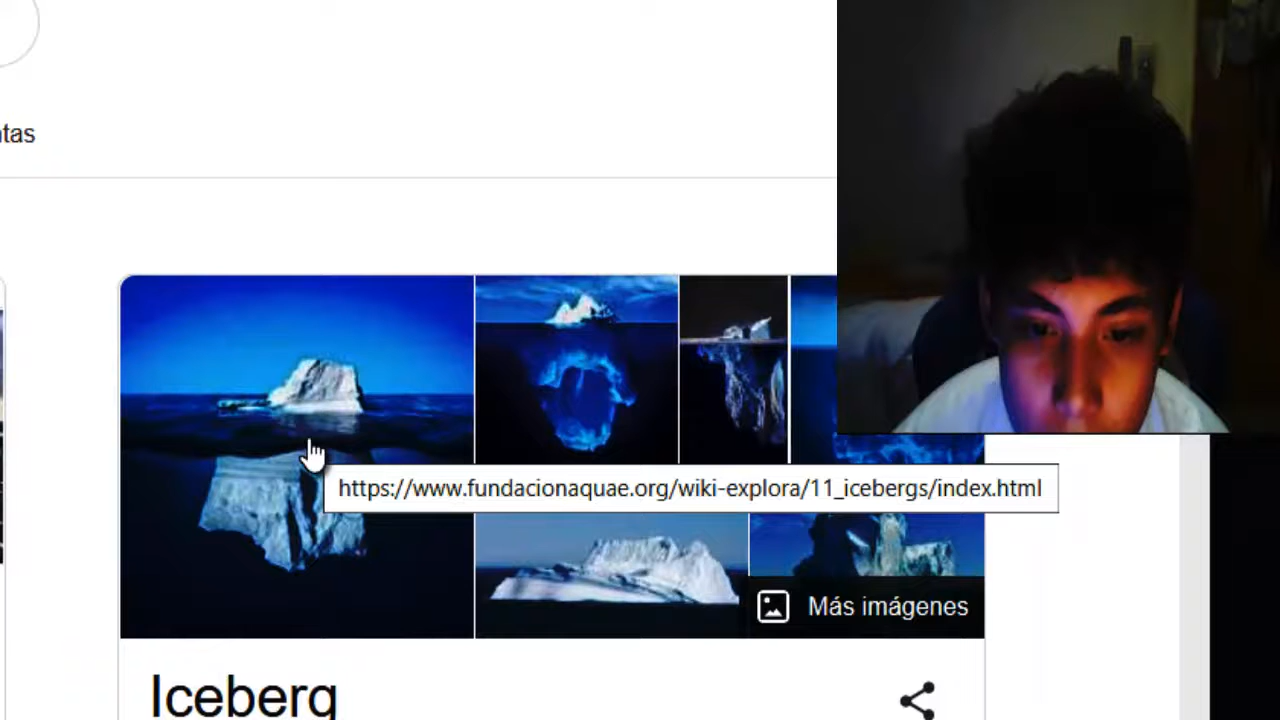 tas
https://www.fundacionaquae.org/wiki-explora/11_icebergs/index.html
Más imágenes
Iceberg